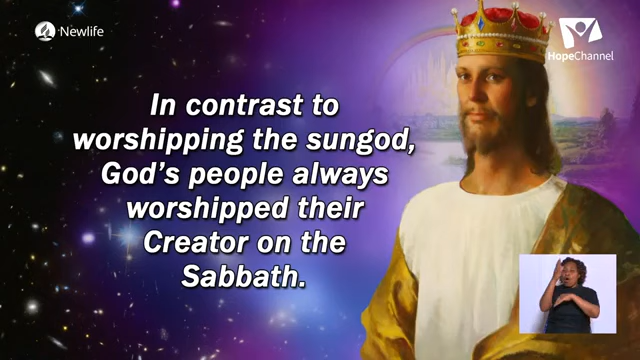 Newlife
HopeChannel
In contrast to
worshipping the sungod,
God's people always
worshipped their
Creator on the
Sabbath.